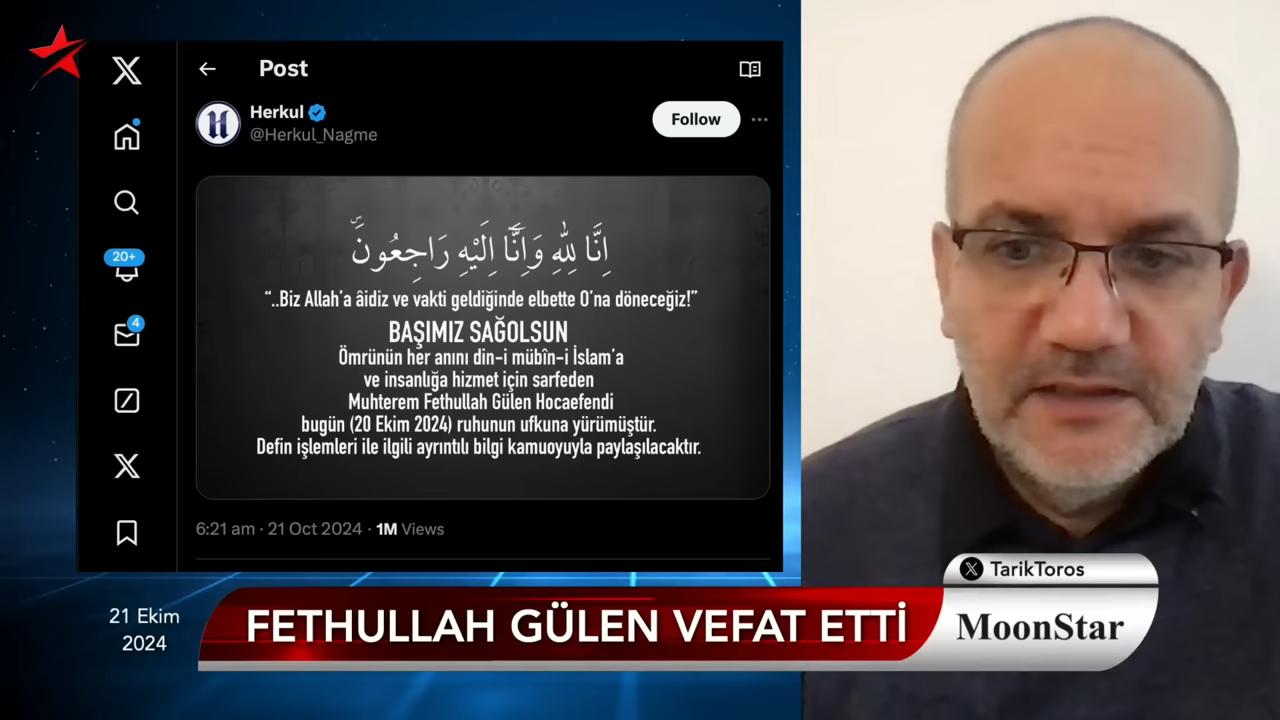 Post
Herkul
@Herkul_Nagme
Follow
20+
4
اِنَّا لِلّٰهِ وَاِنَّٓا اِلَيْهِ رَاجِعُونَۜ
“..Biz Allah’a âidiz ve vakti geldiğinde elbette O’na döneceğiz!”
BAŞIMIZ SAĞOLSUN
Ömrünün her anını din-i mübîn-i İslam’a
ve insanlığa hizmet için sarfeden
Muhterem Fethullah Gülen Hocaefendi
bugün (20 Ekim 2024) ruhunun ufkuna yürümüştür.
Defin işlemleri ile ilgili ayrıntılı bilgi kamuoyuyla paylaşılacaktır.
6:21 am · 21 Oct 2024 · 1M Views
21 Ekim
2024
FETHULLAH GÜLEN VEFAT ETTİ
TarikToros
MoonStar